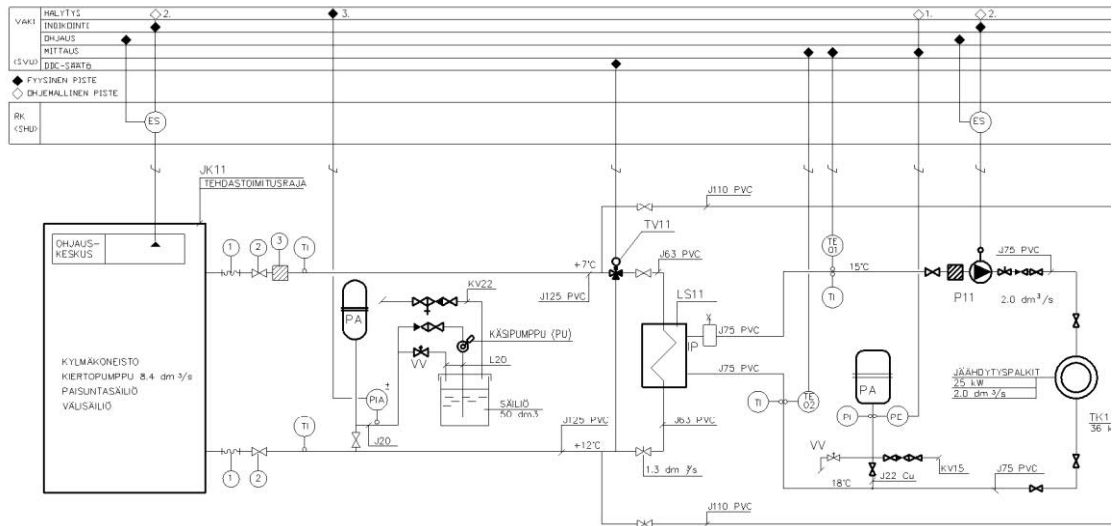 VAKI
(SVU)
HÄLYTYS
INDIKOINTI
OHJAUS
MITTAUS
DDC-SÄÄTÖ
2.
3.
1.
2.
FYYSINEN PISTE
OHJEMALLINEN PISTE
RK
(SHU)
ES
ES
JK11
TEHDASTOIMITUSRAJA
J110 PVC
OHJAUS-
KESKUS
1
2
3
TI
TV11
+7°C
J63 PVC
J125 PVC
TE
01
TI
15°C
J75 PVC
P11
2.0 dm³/s
PA
KV22
LS11
IP
J75 PVC
KÄSIPUMPPU (PU)
VV
L20
KYLMÄKONEISTO
KIERTOPUMPPU 8.4 dm³/s
PAISUNTASÄILIÖ
VÄLISÄILIÖ
PIA
±
SÄILIÖ
50 dm3
J75 PVC
PA
JÄÄHDYTYSPALKIT
25 kW
2.0 dm³/s
TI
TE
02
PI
PE
TK1
36 k
TI
J20
J125 PVC
J63 PVC
+12°C
1.3 dm³/s
VV
KV15
J22 Cu
18°C
J75 PVC
1
2
J110 PVC